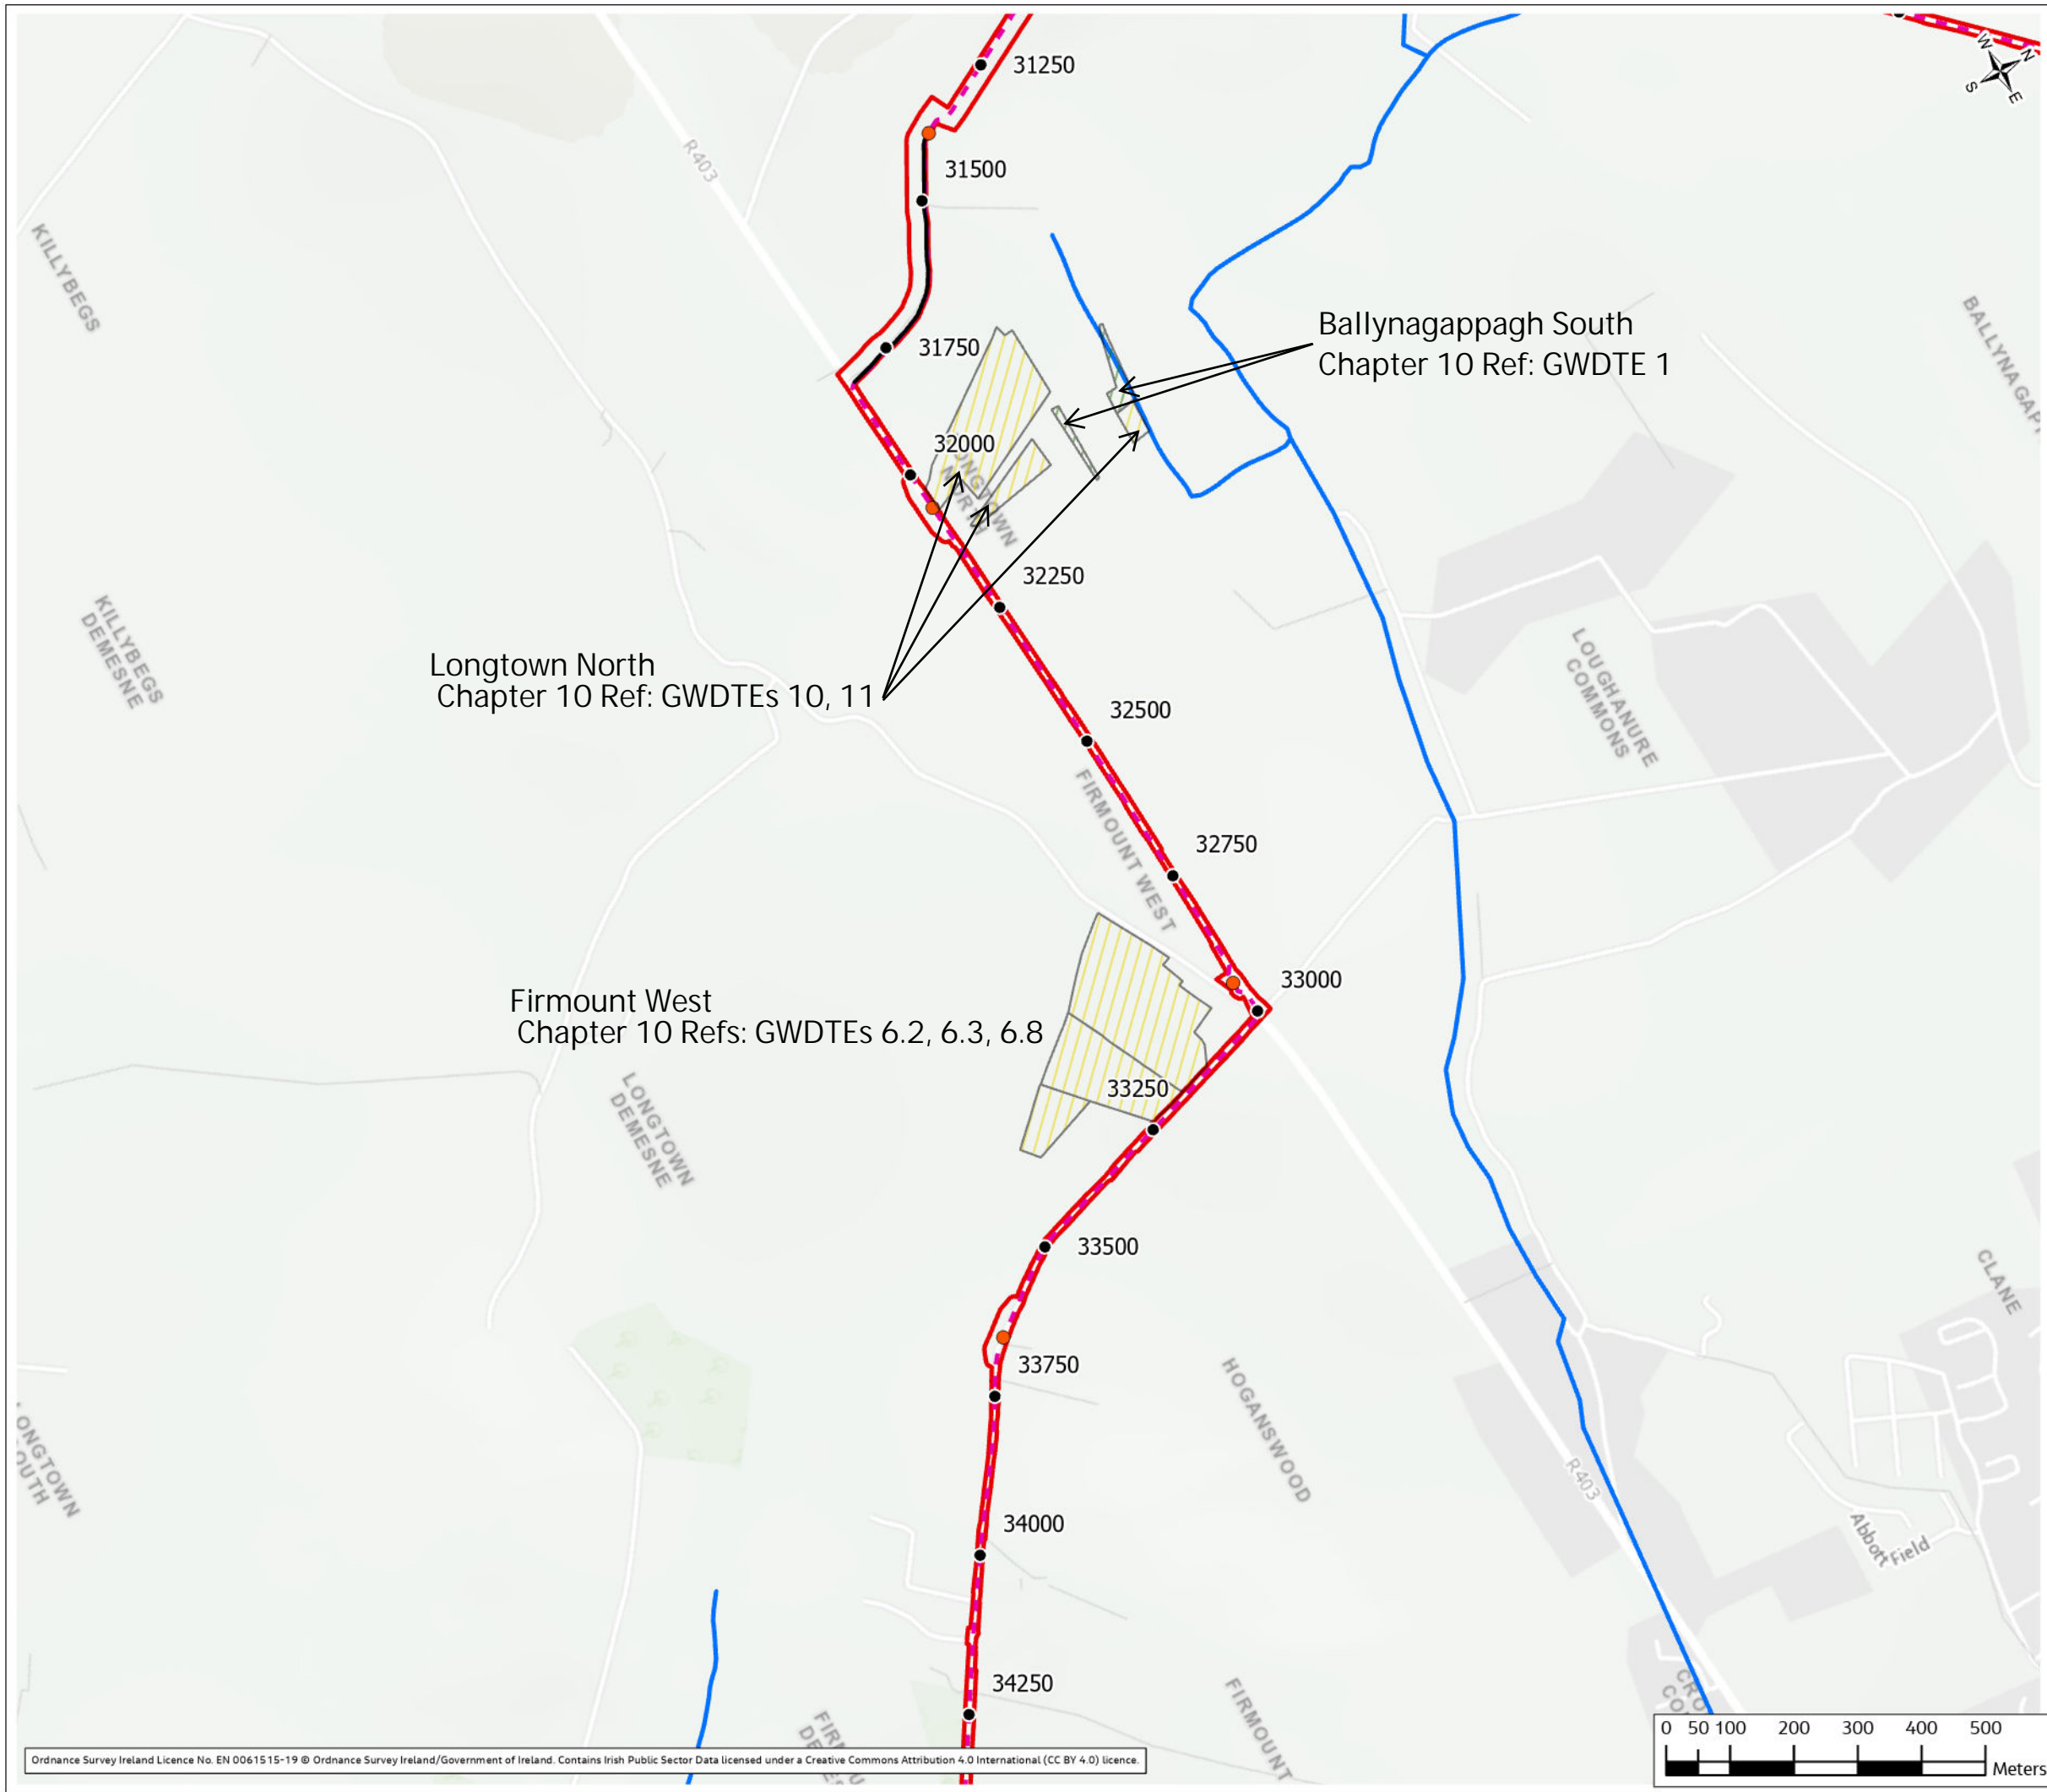 31250
W
N
S
E
R403
31500
KILLYBEGS
Ballynagappagh South
Chapter 10 Ref: GWDTE 1
31750
32000
LONGTOWN
NORTH
32250
KILLYBEGS
DEMESNE
LOUGHANURE
COMMONS
Longtown North
Chapter 10 Ref: GWDTEs 10, 11
32500
FIRMOUNT WEST
32750
33000
Firmount West
Chapter 10 Refs: GWDTEs 6.2, 6.3, 6.8
33250
LONGTOWN
DEMESNE
33500
CLANE
33750
HOGANSWOOD
R403
34000
Abbott Field
34250
FIRMOUNT
0 50 100 200 300 400 500
Meters
Ordnance Survey Ireland Licence No. EN 0061515-19 © Ordnance Survey Ireland/Government of Ireland. Contains Irish Public Sector Data licensed under a Creative Commons Attribution 4.0 International (CC BY 4.0) licence.